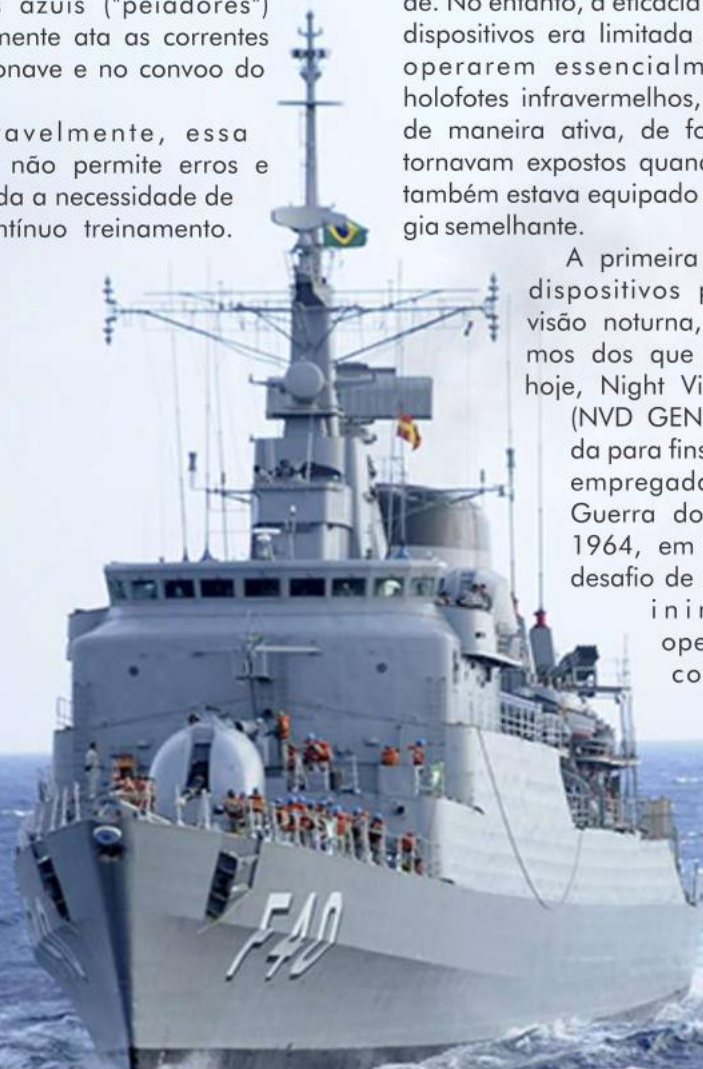 s azuis ("peiadores")
mente ata as correntes
onave e no convoo do
avelmente, essa
não permite erros e
da a necessidade de
ntínuo treinamento.
de. No entanto, a eficácia
dispositivos era limitada
operarem essencialm
holofotes infravermelhos,
de maneira ativa, de fo
tornavam expostos quand
também estava equipado
gia semelhante.
A primeira
dispositivos p
visão noturna,
mos dos que
hoje, Night Vi
(NVD GEN
da para fins
empregada
Guerra do
1964, em
desafio de
inir
ope
co
F40